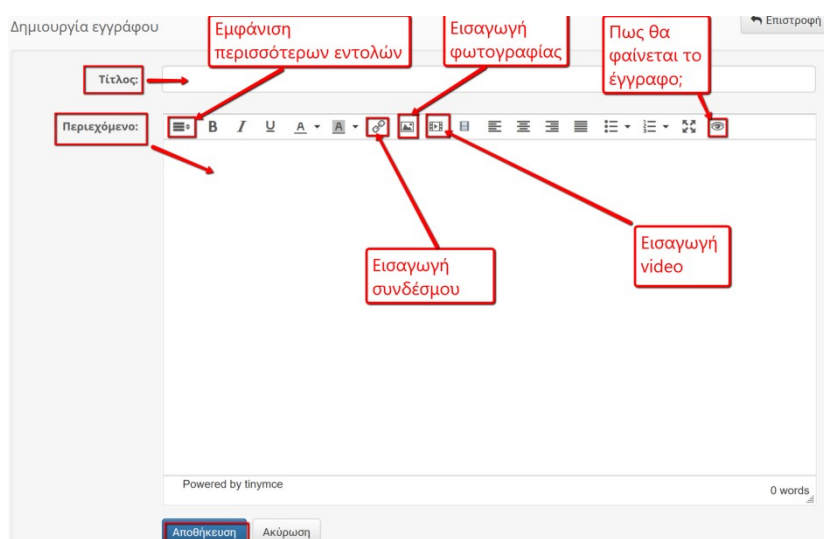 Δημιουργία εγγράφου
Επιστροφή
Εμφάνιση
περισσότερων εντολών
Εισαγωγή
φωτογραφίας
Πως θα
φαίνεται το
έγγραφο;
Τίτλος:
Περιεχόμενο:
B I U A A
Εισαγωγή
συνδέσμου
Εισαγωγή
video
Powered by tinymce
0 words
Αποθήκευση
Ακύρωση